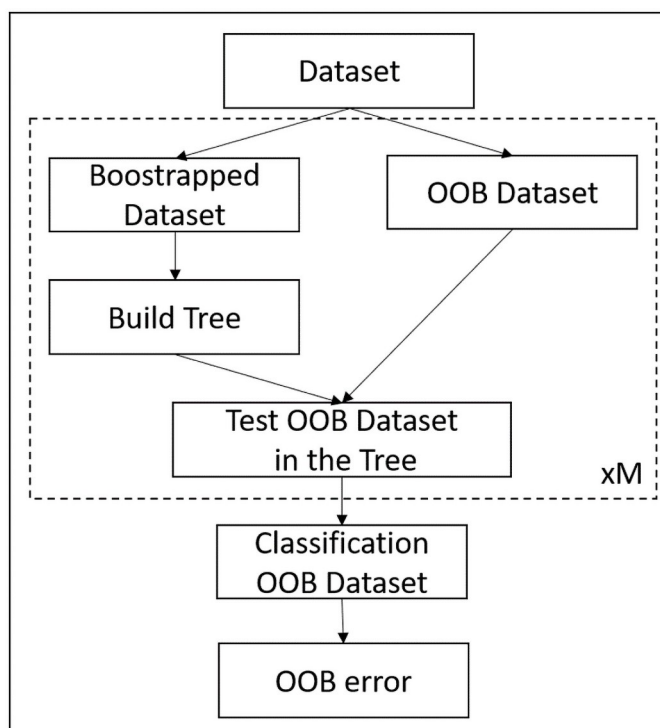 Dataset
Boostrapped
Dataset
OOB Dataset
Build Tree
Test OOB Dataset
in the Tree
xM
Classification
OOB Dataset
OOB error